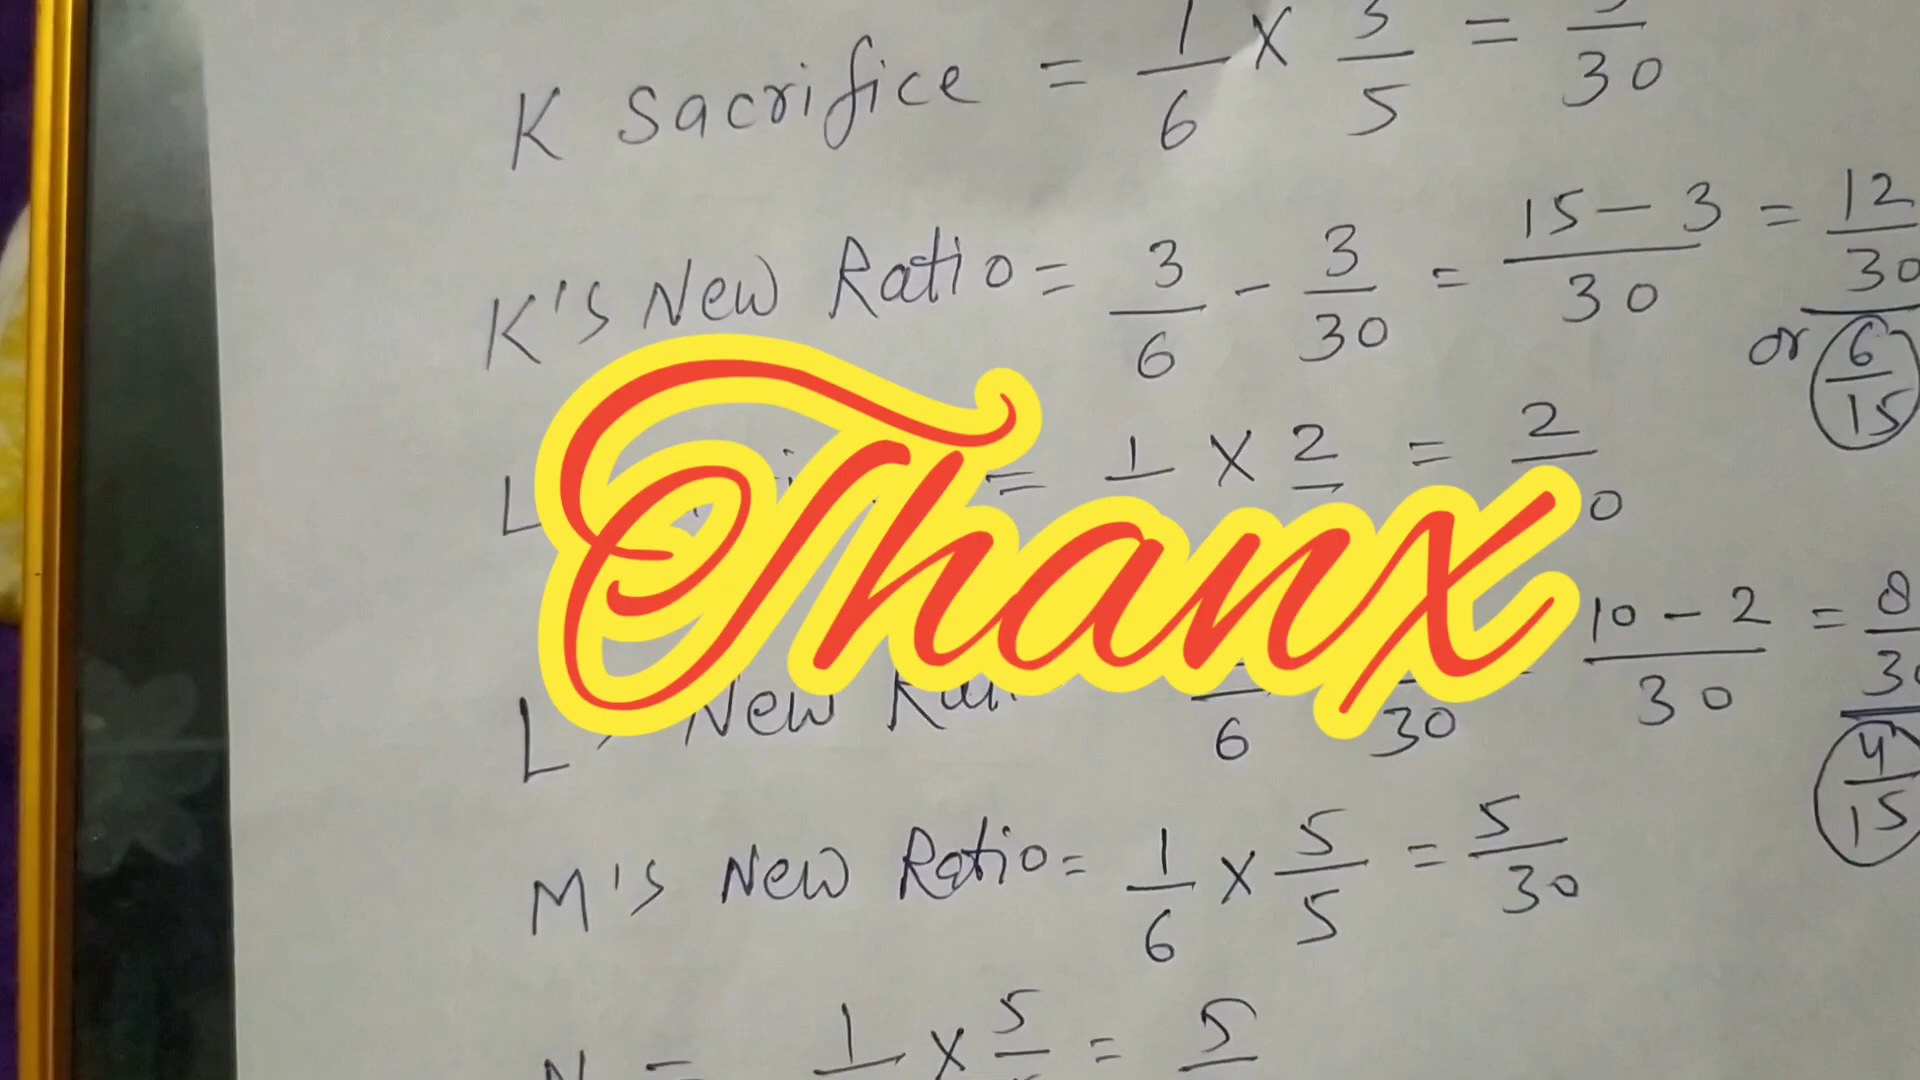 K Sacrifice = 1/6 X 3/5 = 3/30
K's New Ratio = 3/6 - 3/30 = 15-3/30 = 12/30 or 6/15
L = 1 X 2 = 2
Thanx
L New 6 30 10-2/30 = 8/30 4/15
M's New Ratio = 1/6 X 5/5 = 5/30
N = 1 X 5 = 5